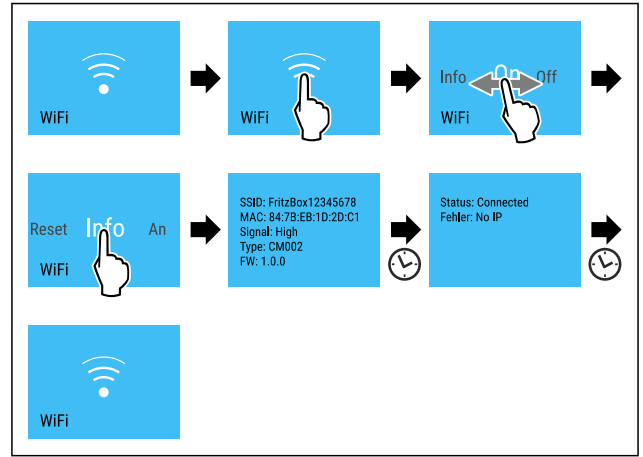 WiFi
WiFi
Info On Off
WiFi
Reset Info An
WiFi
SSID: FritzBox12345678
MAC: 84:7B:EB:1D:2D:C1
Signal: High
Type: CM002
FW: 1.0.0
Status: Connected
Fehler: No IP
WiFi